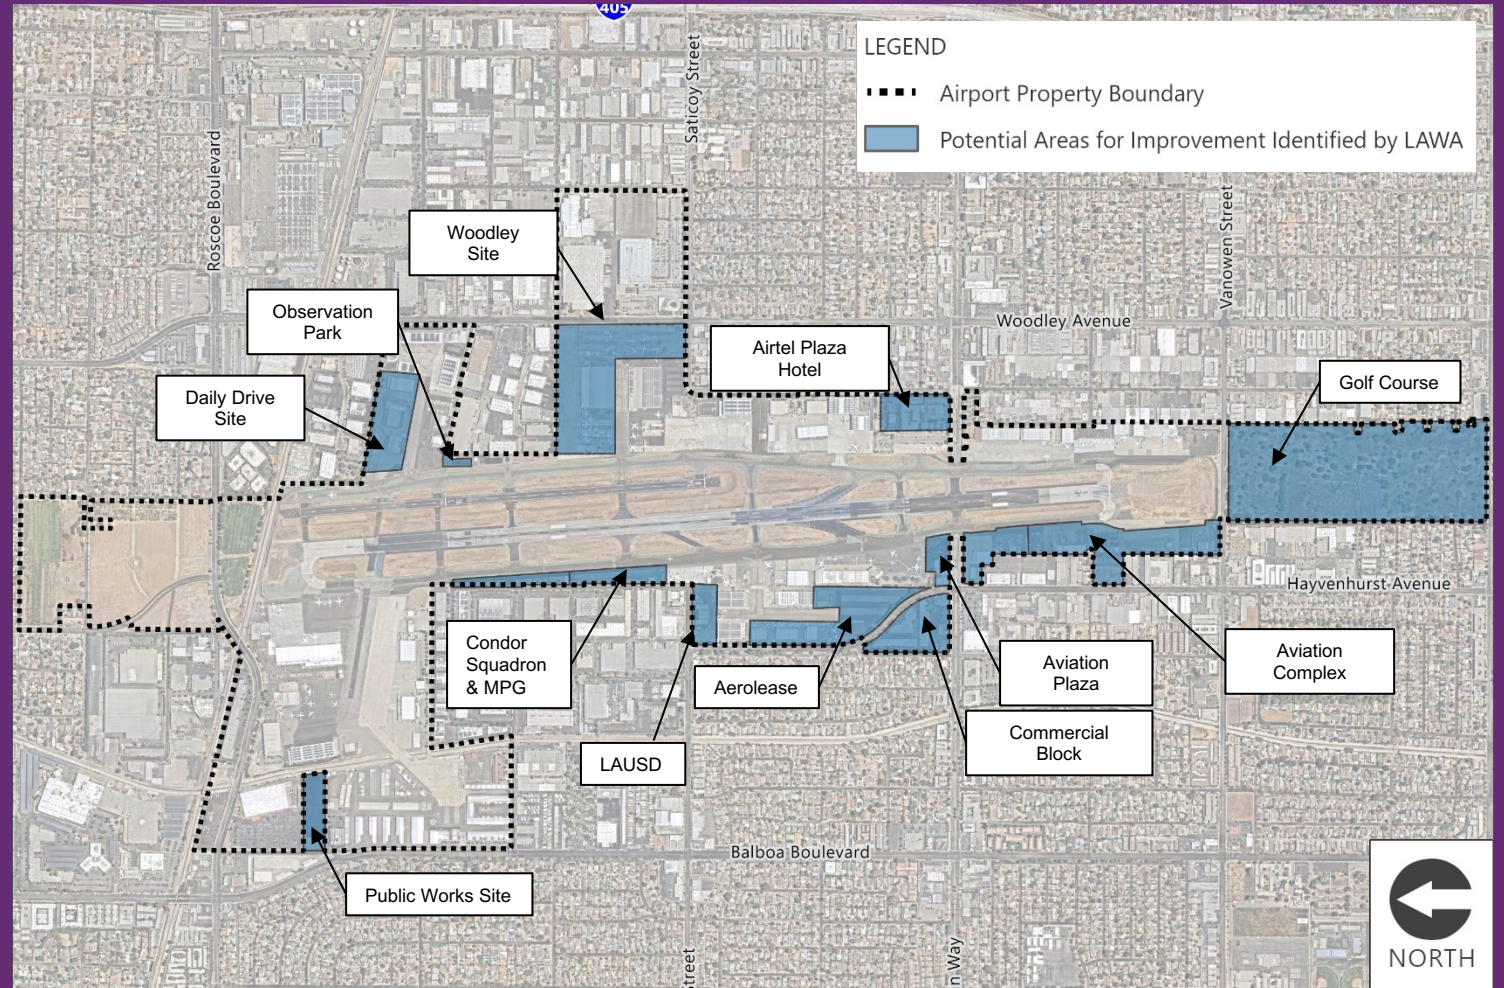 405
LEGEND
Airport Property Boundary
Potential Areas for Improvement Identified by LAWA
Saticoy Street
Roscoe Boulevard
Vanowen Street
Woodley
Site
Observation
Park
Woodley Avenue
Airtel Plaza
Hotel
Golf Course
Daily Drive
Site
Hayvenhurst Avenue
Condor
Squadron
& MPG
Aerolease
Aviation
Plaza
Aviation
Complex
Commercial
Block
LAUSD
Balboa Boulevard
Public Works Site
Street
n Way
NORTH